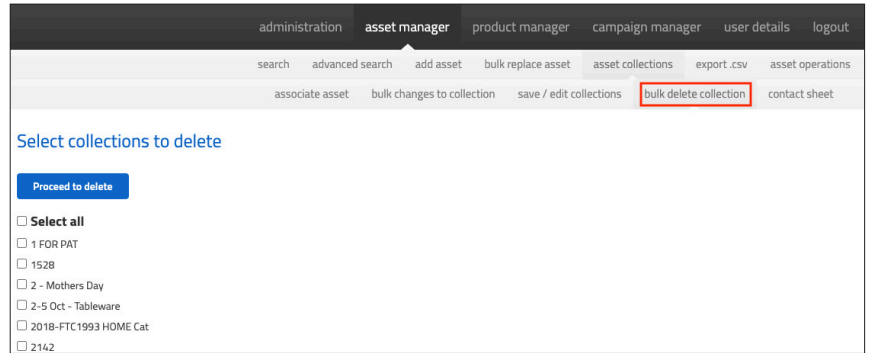 administration asset manager product manager campaign manager user details logout
search advanced search add asset bulk replace asset asset collections export .csv asset operations
associate asset bulk changes to collection save / edit collections bulk delete collection contact sheet
Select collections to delete
Proceed to delete
Select all
1 FOR PAT
1528
2 - Mothers Day
2-5 Oct - Tableware
2018-FTC1993 HOME Cat
2142